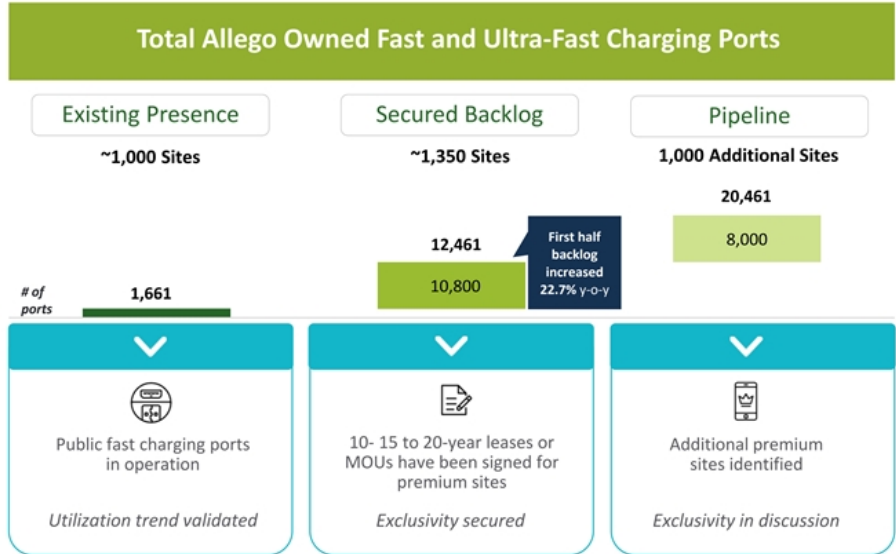 Total Allego Owned Fast and Ultra-Fast Charging Ports
Existing Presence
~1,000 Sites
# of
ports
1,661
Public fast charging ports
in operation
Utilization trend validated
Secured Backlog
~1,350 Sites
12,461
10,800
First half
backlog
increased
22.7% y-o-y
10- 15 to 20-year leases or
MOUs have been signed for
premium sites
Exclusivity secured
Pipeline
1,000 Additional Sites
20,461
8,000
Additional premium
sites identified
Exclusivity in discussion